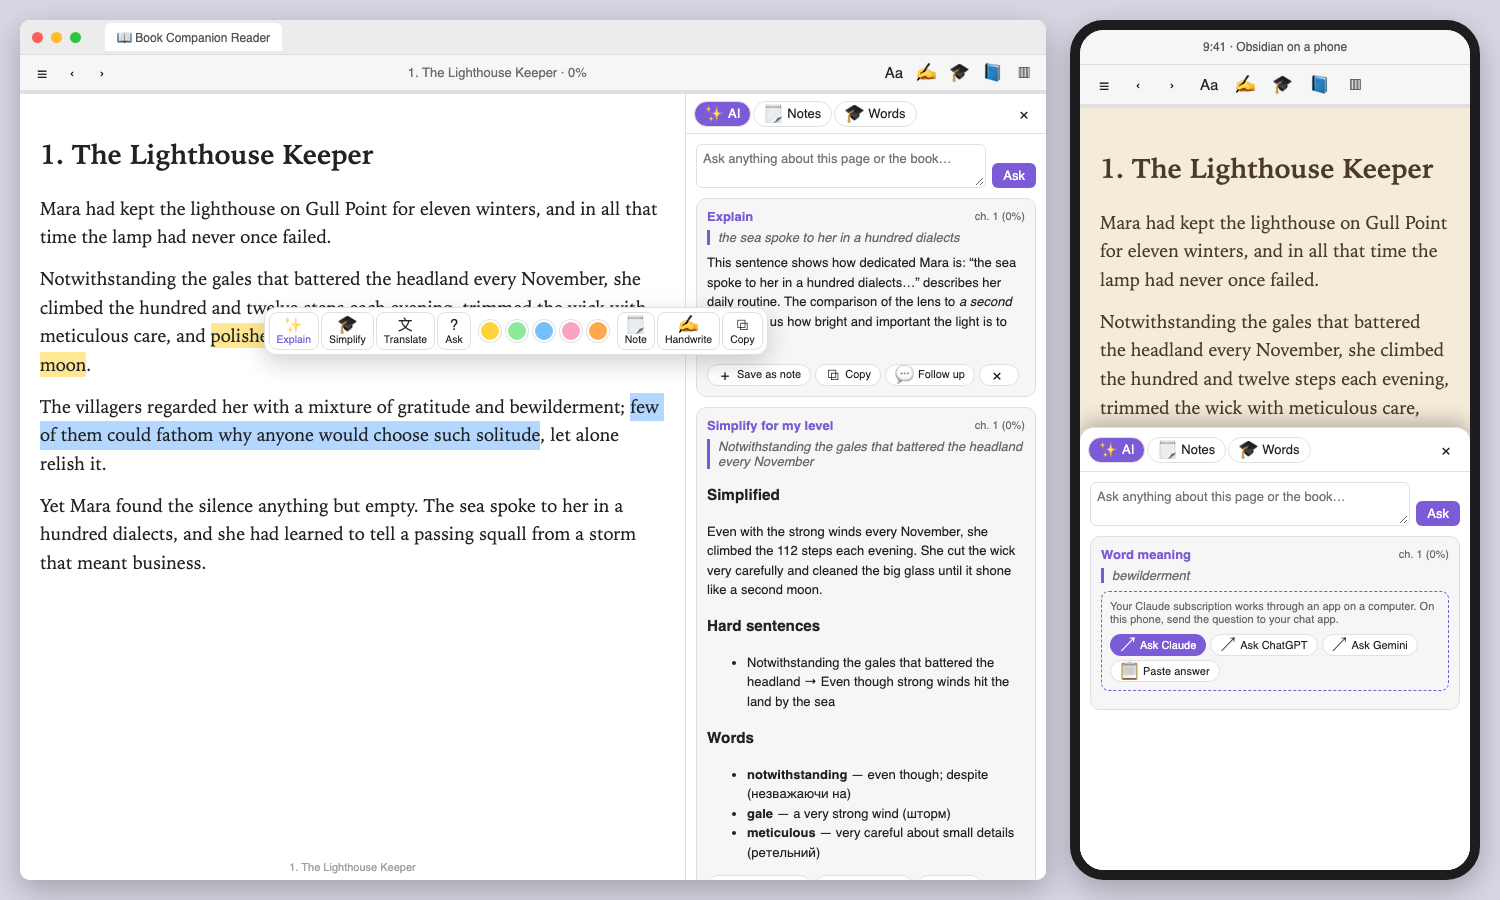 Book Companion Reader
1. The Lighthouse Keeper · 0%
Aa
1. The Lighthouse Keeper
Mara had kept the lighthouse on Gull Point for eleven winters, and in all that
time the lamp had never once failed.
Notwithstanding the gales that battered the headland every November, she
climbed the hundred and twelve steps each evening, trimmed the wick with
meticulous care, and polishe
moon.
Explain
Simplify
文
Translate
?
Ask
Note
Handwrite
Copy
The villagers regarded her with a mixture of gratitude and bewilderment; few
of them could fathom why anyone would choose such solitude, let alone
relish it.
Yet Mara found the silence anything but empty. The sea spoke to her in a
hundred dialects, and she had learned to tell a passing squall from a storm
that meant business.
1. The Lighthouse Keeper
AI
Notes
Words
×
Ask anything about this page or the book…
Ask
Explain
ch. 1 (0%)
the sea spoke to her in a hundred dialects
This sentence shows how dedicated Mara is: “the sea
spoke to her in a hundred dialects…” describes her
daily routine. The comparison of the lens to a second
us how bright and important the light is to
+ Save as note
Copy
Follow up
×
Simplify for my level
ch. 1 (0%)
Notwithstanding the gales that battered the headland
every November
Simplified
Even with the strong winds every November, she
climbed the 112 steps each evening. She cut the wick
very carefully and cleaned the big glass until it shone
like a second moon.
Hard sentences
• Notwithstanding the gales that battered the
headland → Even though strong winds hit the
land by the sea
Words
• notwithstanding — even though; despite
(незважаючи на)
• gale — a very strong wind (шторм)
• meticulous — very careful about small details
(ретельний)
9:41 · Obsidian on a phone
Aa
1. The Lighthouse Keeper
Mara had kept the lighthouse on Gull Point
for eleven winters, and in all that time the
lamp had never once failed.
Notwithstanding the gales that battered
the headland every November, she climbed
the hundred and twelve steps each evening,
trimmed the wick with meticulous care,
AI
Notes
Words
×
Ask anything about this page or the book…
Ask
Word meaning
ch. 1 (0%)
bewilderment
Your Claude subscription works through an app on a computer. On
this phone, send the question to your chat app.
Ask Claude
Ask ChatGPT
Ask Gemini
Paste answer